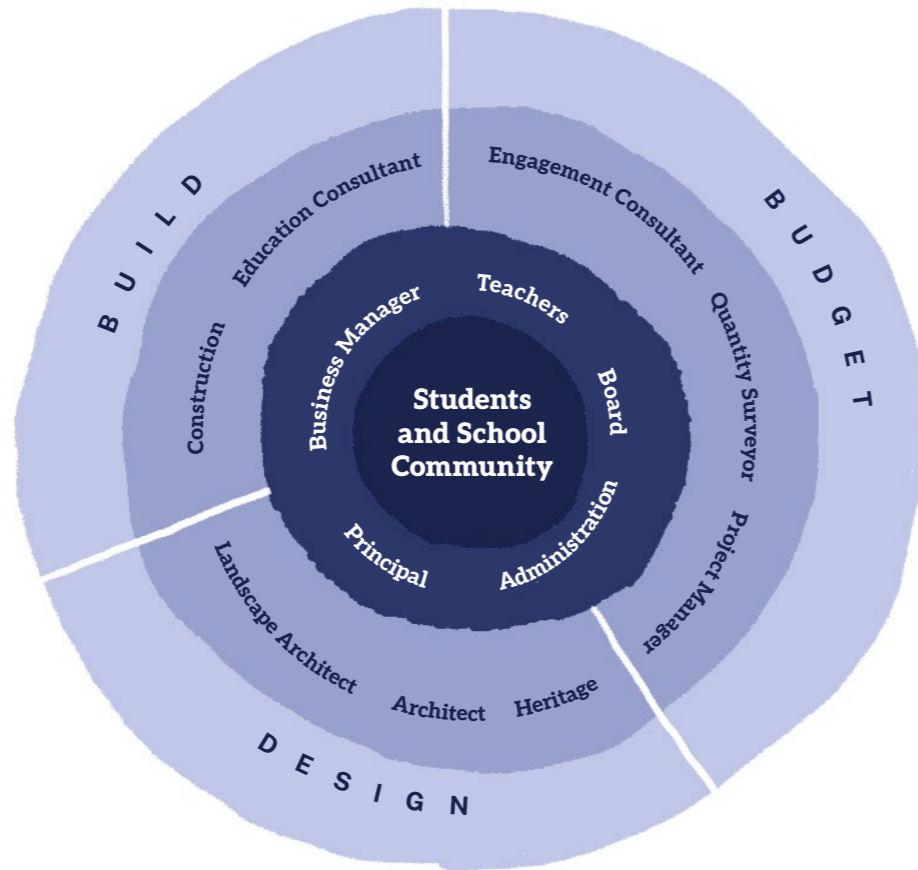 BUILD
BUDGET
DESIGN
Education Consultant
Construction
Engagement Consultant
Quantity Surveyor
Project Manager
Landscape Architect
Architect
Heritage
Business Manager
Teachers
Board
Administration
Principal
Students
and School
Community